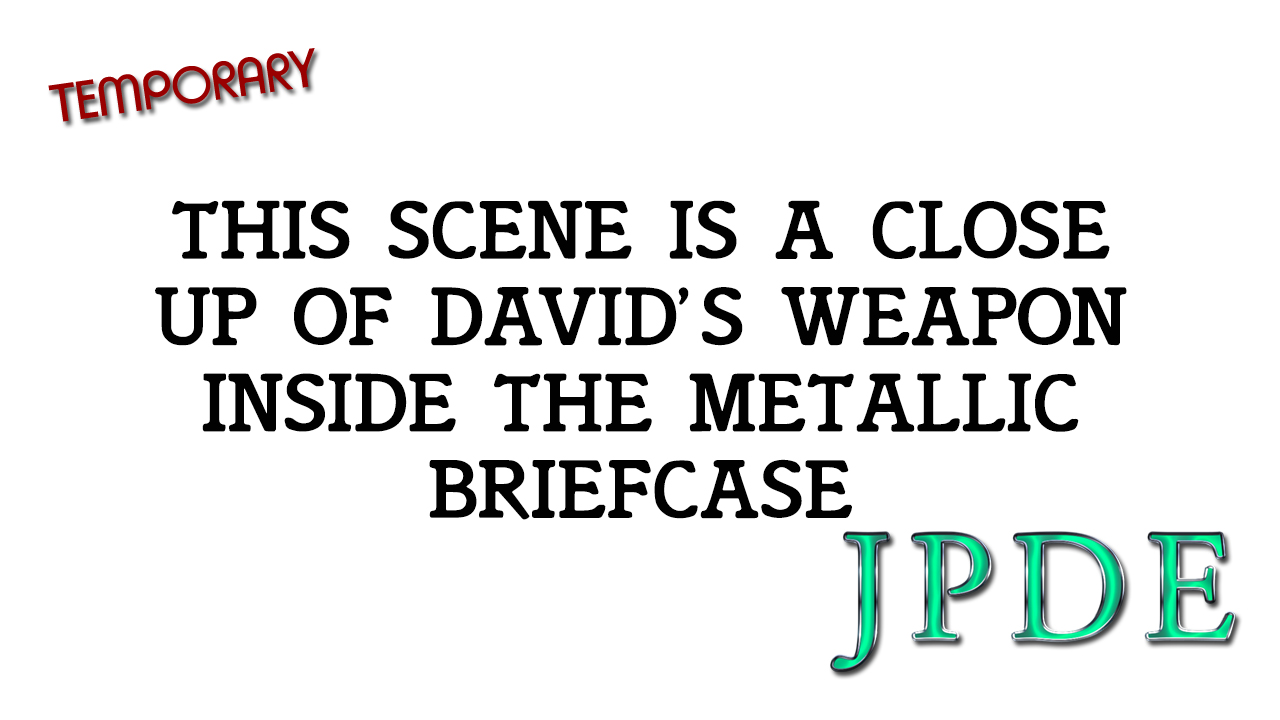 TEMPORARY
THIS SCENE IS A CLOSE
UP OF DAVID'S WEAPON
INSIDE THE METALLIC
BRIEFCASE
JPDE